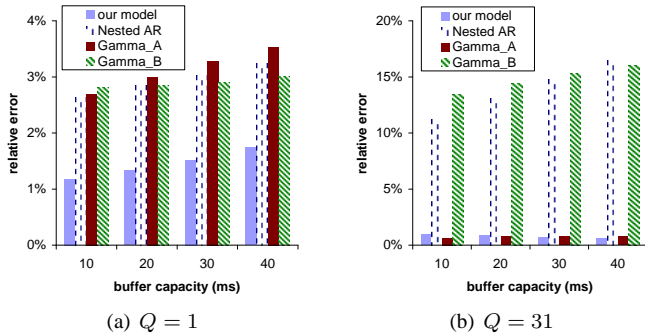 our model
Nested AR
Gamma_A
Gamma_B
relative error
4%
3%
2%
1%
0%
10 20 30 40
buffer capacity (ms)
(a) Q = 1
our model
Nested AR
Gamma_A
Gamma_B
relative error
20%
15%
10%
5%
0%
10 20 30 40
buffer capacity (ms)
(b) Q = 31